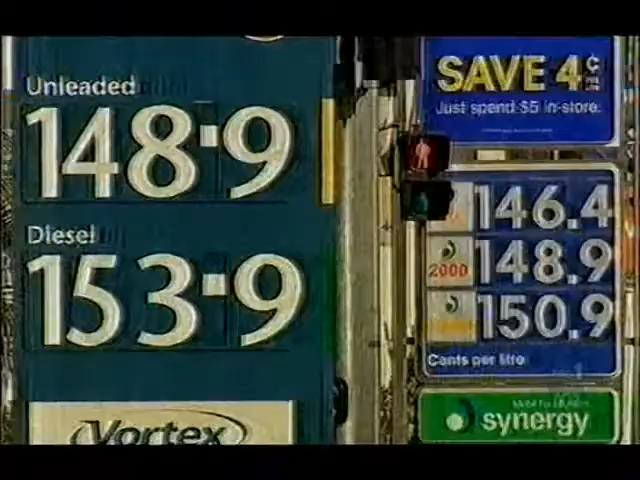 Unleaded
148.9
Diesel
153.9
Vortex
SAVE 4c
Just spend $5 in-store.
146.4
2000 148.9
150.9
Cents per litre
synergy